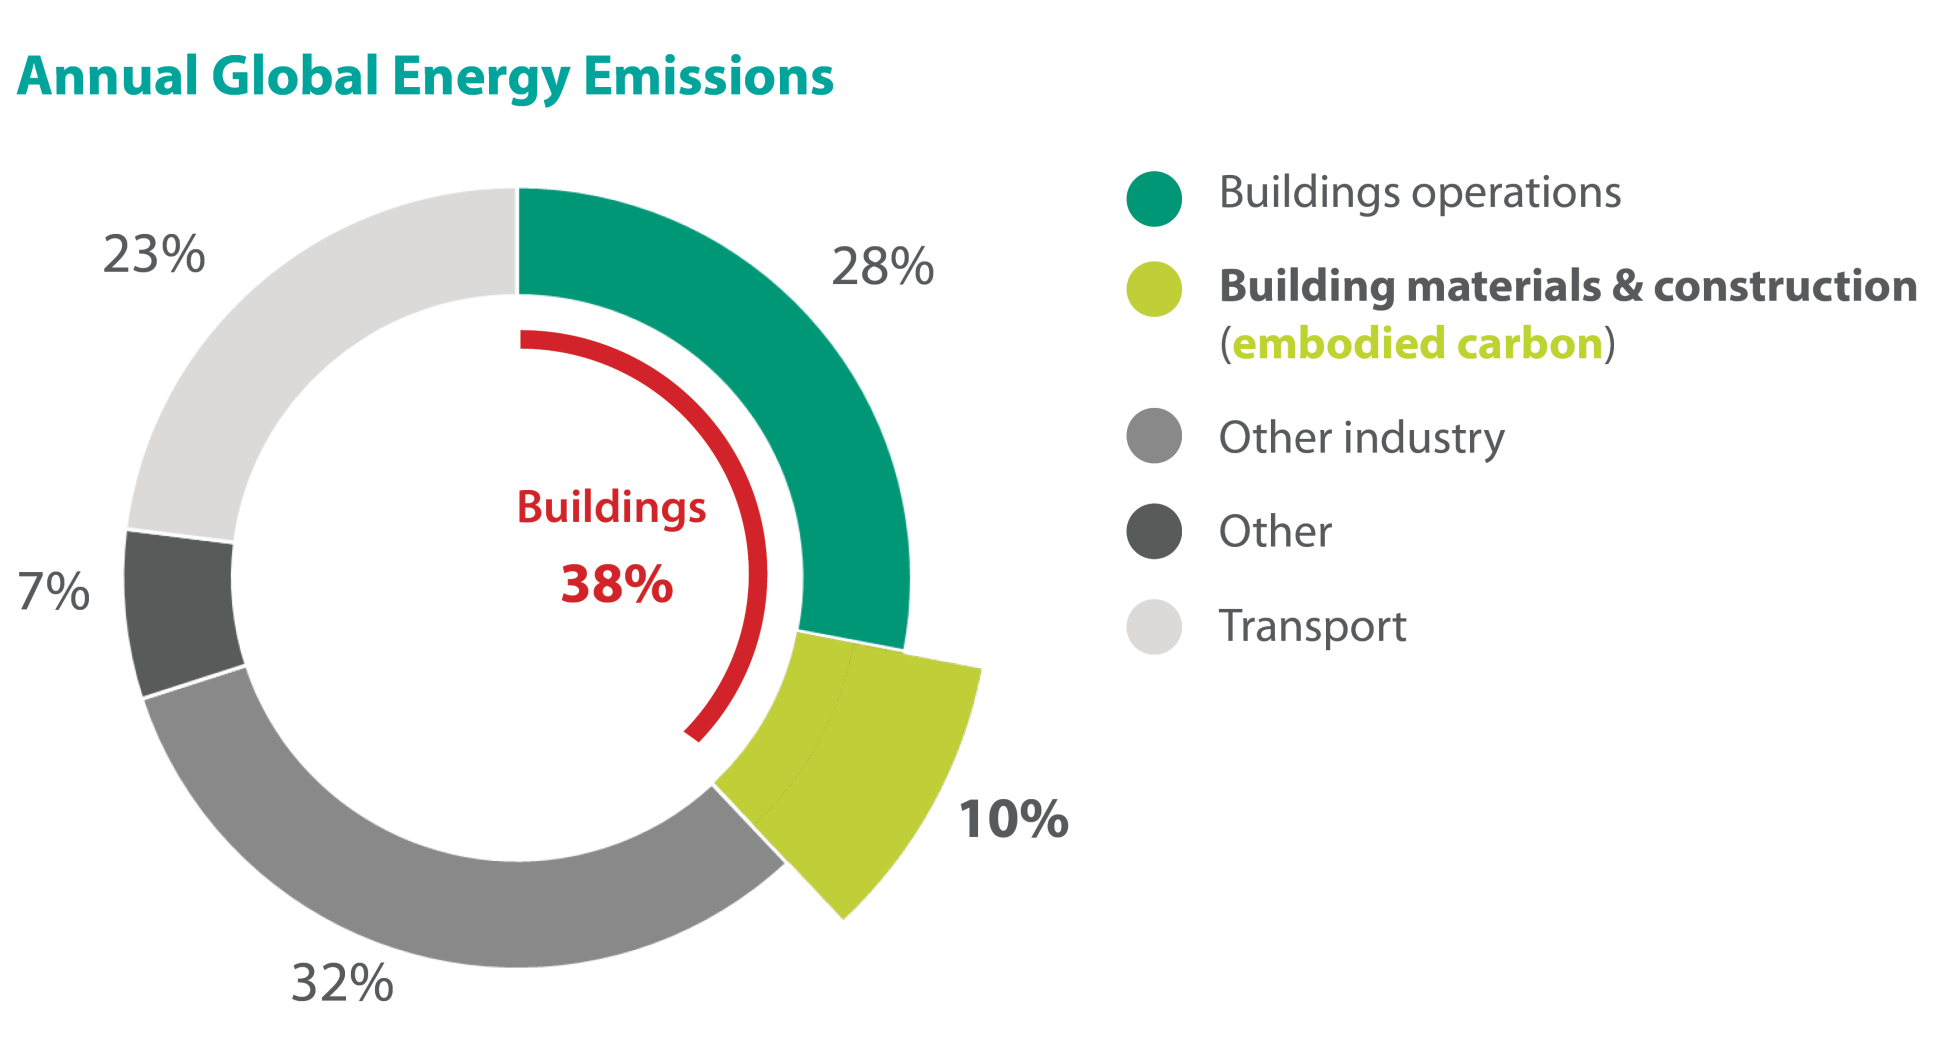 Annual Global Energy Emissions
23%
28%
7%
Buildings
38%
10%
32%
Buildings operations
Building materials & construction
(embodied carbon)
Other industry
Other
Transport